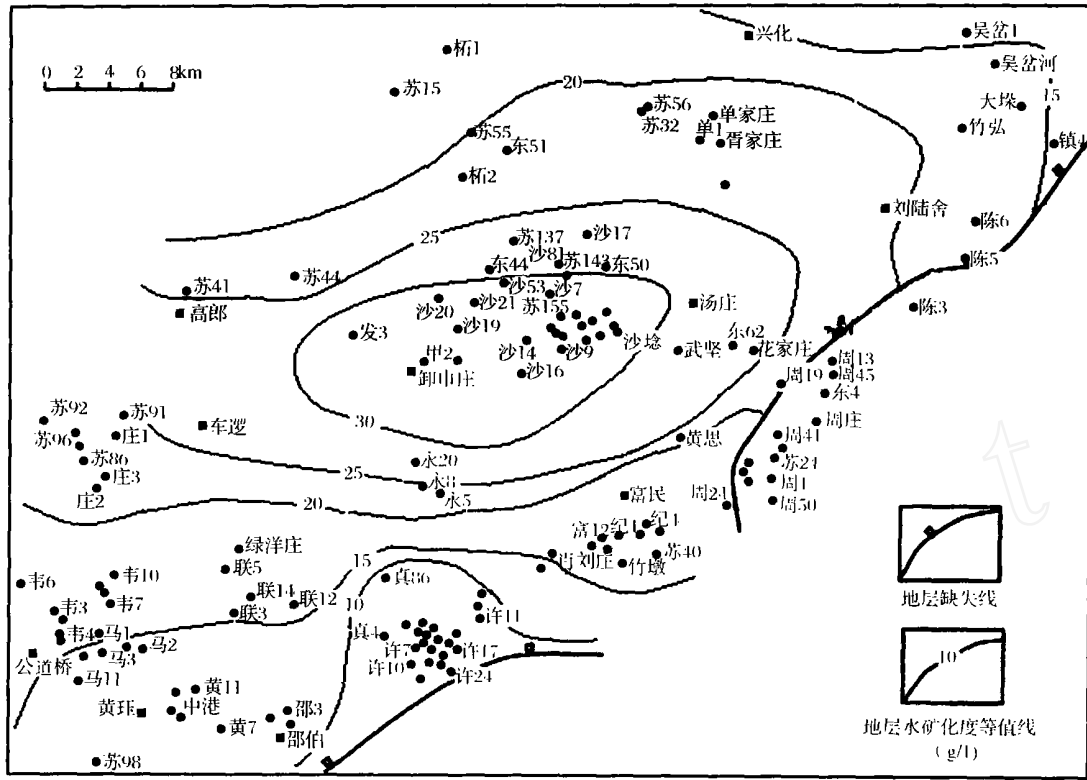 兴化
吴岔1
柘1
吴岔河
0 2 4 6 8km
苏15
20
苏56
大垛
15
苏32
单家庄
竹弘
苏55
单1
胥家庄
镇1
东51
柘2
刘陆舍
陈6
25
苏137
沙17
沙81
苏143
东50
陈5
苏44
东44
苏41
沙53
沙7
高郎
沙20
沙21
苏155
汤庄
陈3
发3
沙19
沙14
沙9
沙埝
武坚
东62
花家庄
周13
甲2
周19
周45
卸甲庄
沙16
东4
苏92
苏91
30
周庄
苏96
庄1
车逻
黄思
周41
苏86
永20
苏21
庄3
25
永8
周1
庄2
永5
富民
周21
周50
20
富12
纪1
纪4
绿洋庄
15
肖刘庄
苏40
韦6
韦10
联5
真86
竹墩
地层缺失线
韦7
联14
10
联12
许11
韦3
联3
韦4
马1
真4
许7
许17
马2
10
公道桥
马3
许10
许24
马11
黄11
黄珏
中港
邵3
地层水矿化度等值线
黄7
邵伯
(g/l)
苏98